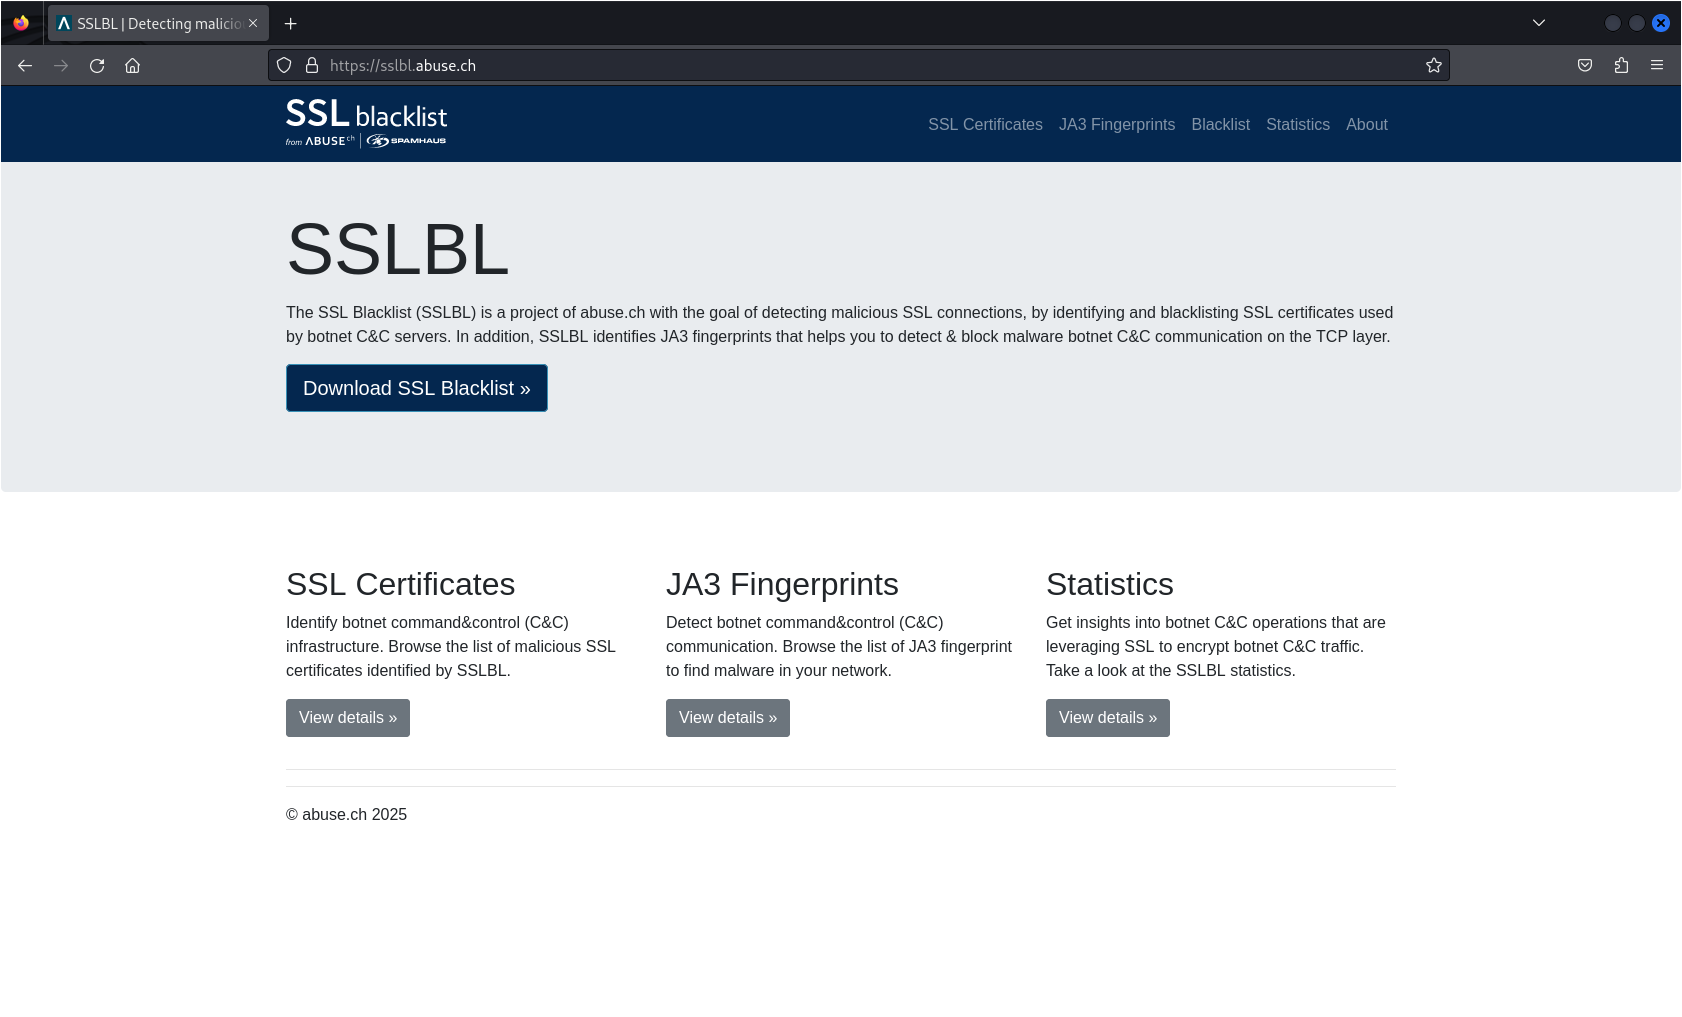 SSLBL | Detecting malicio
https://sslbl.abuse.ch
SSL blacklist
from ABUSE ch | SPAMHAUS
SSL Certificates JA3 Fingerprints Blacklist Statistics About
SSLBL
The SSL Blacklist (SSLBL) is a project of abuse.ch with the goal of detecting malicious SSL connections, by identifying and blacklisting SSL certificates used
by botnet C&C servers. In addition, SSLBL identifies JA3 fingerprints that helps you to detect & block malware botnet C&C communication on the TCP layer.
Download SSL Blacklist »
SSL Certificates
Identify botnet command&control (C&C)
infrastructure. Browse the list of malicious SSL
certificates identified by SSLBL.
View details »
JA3 Fingerprints
Detect botnet command&control (C&C)
communication. Browse the list of JA3 fingerprint
to find malware in your network.
View details »
Statistics
Get insights into botnet C&C operations that are
leveraging SSL to encrypt botnet C&C traffic.
Take a look at the SSLBL statistics.
View details »
© abuse.ch 2025